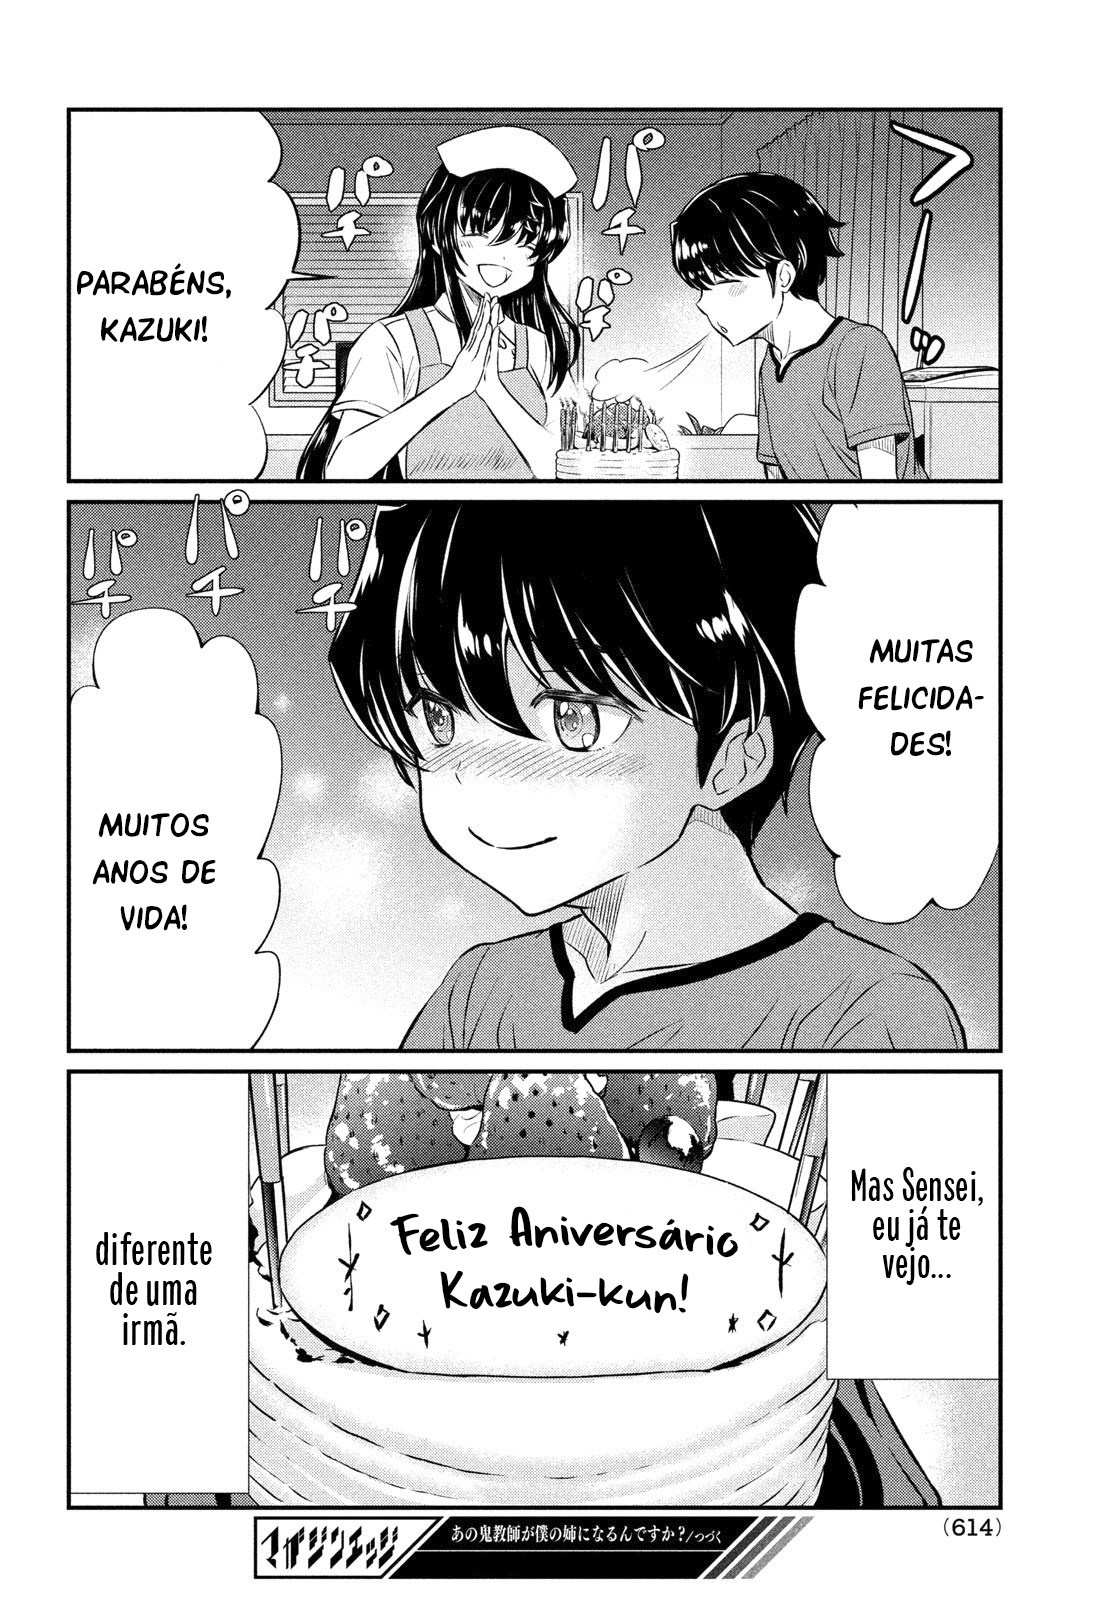 フーッ
パチ
パチ
パチ
PARABÉNS,
KAZUKI!
MUITAS
FELICIDA-
DES!
パチ
パチ
パチ
MUITOS
ANOS DE
VIDA!
Mas Sensei,
eu já te
vejo...
Feliz Aniversário
Kazuki-kun!
diferente
de uma
irmã.
マガジンエッジ
あの鬼教師が僕の姉になるんですか?/つづく
(614)